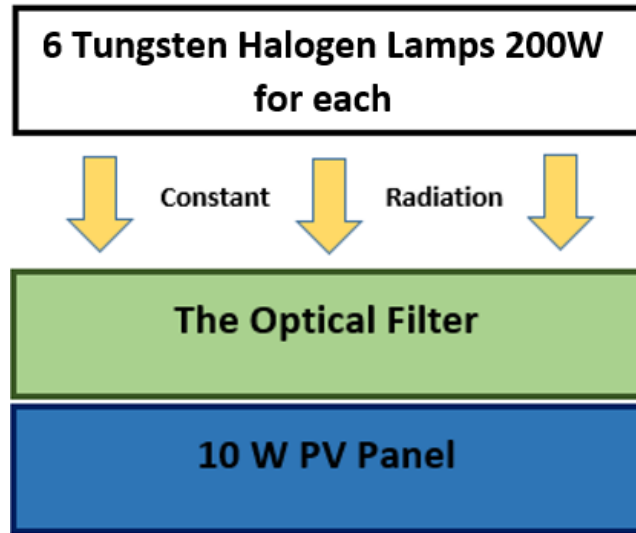 6 Tungsten Halogen Lamps 200W
for each
Constant Radiation
The Optical Filter
10 W PV Panel